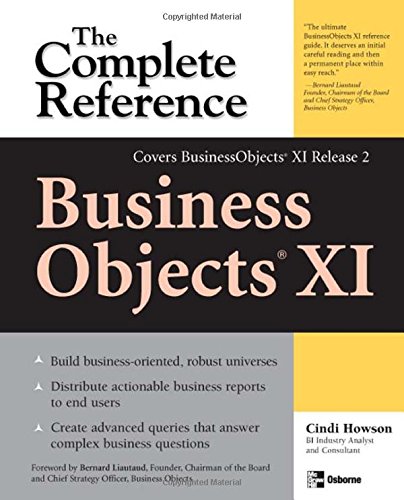 Copyrighted Material
The
Complete
Reference
"The ultimate
BusinessObjects XI reference
guide. It deserves an initial
careful reading and then
a permanent place within
easy reach."
—Bernard Liautaud
Founder, Chairman of the Board
and Chief Strategy Officer,
Business Objects
Covers BusinessObjects® XI Release 2
Business
Objects® XI
Build business-oriented, robust universes
Distribute actionable business reports
to end users
Create advanced queries that answer
complex business questions
Foreword by Bernard Liautaud, Founder, Chairman of the Board
and Chief Strategy Officer, Business Objects
Cindi Howson
BI Industry Analyst
and Consultant
Mc
Graw
Hill
Osborne
Copyrighted Material